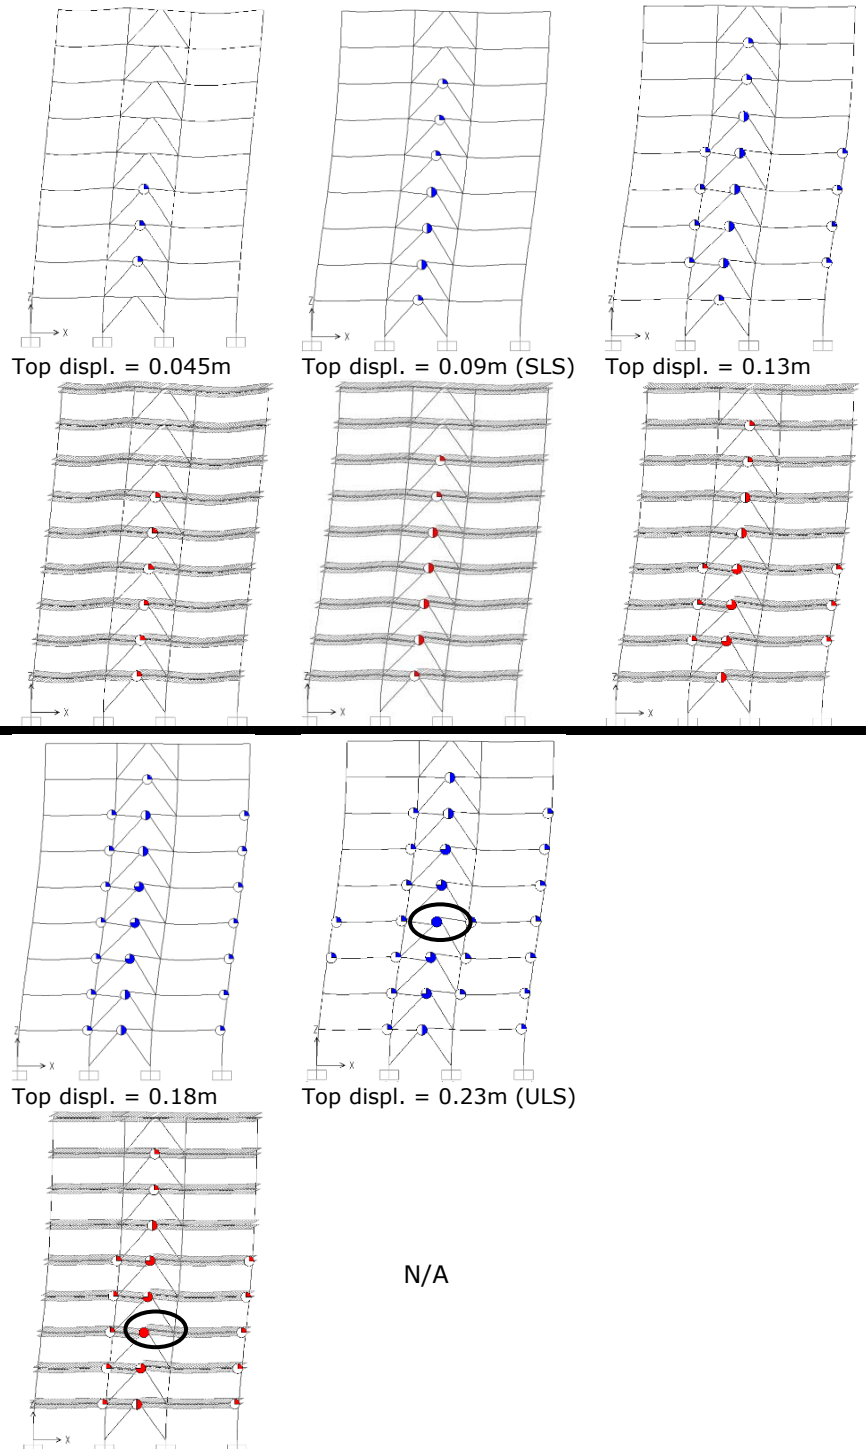 Z
X
Z
X
Z
X
Top displ. = 0.045m
Top displ. = 0.09m (SLS)
Top displ. = 0.13m
Z
X
Z
X
Z
X
Z
X
Z
X
Top displ. = 0.18m
Top displ. = 0.23m (ULS)
N/A
Z
X